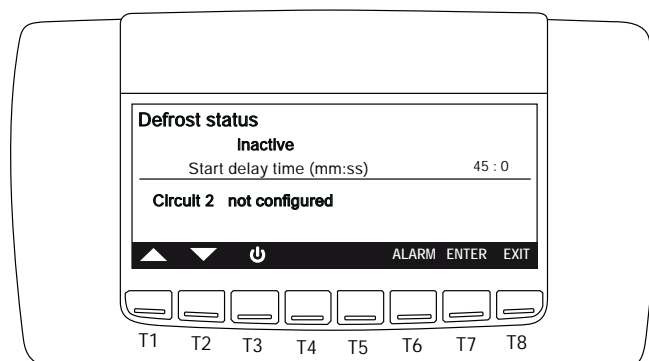 Defrost status
Inactive
Start delay time (mm:ss) 45 : 0
Circuit 2 not configured
ALARM ENTER EXIT
T1 T2 T3 T4 T5 T6 T7 T8